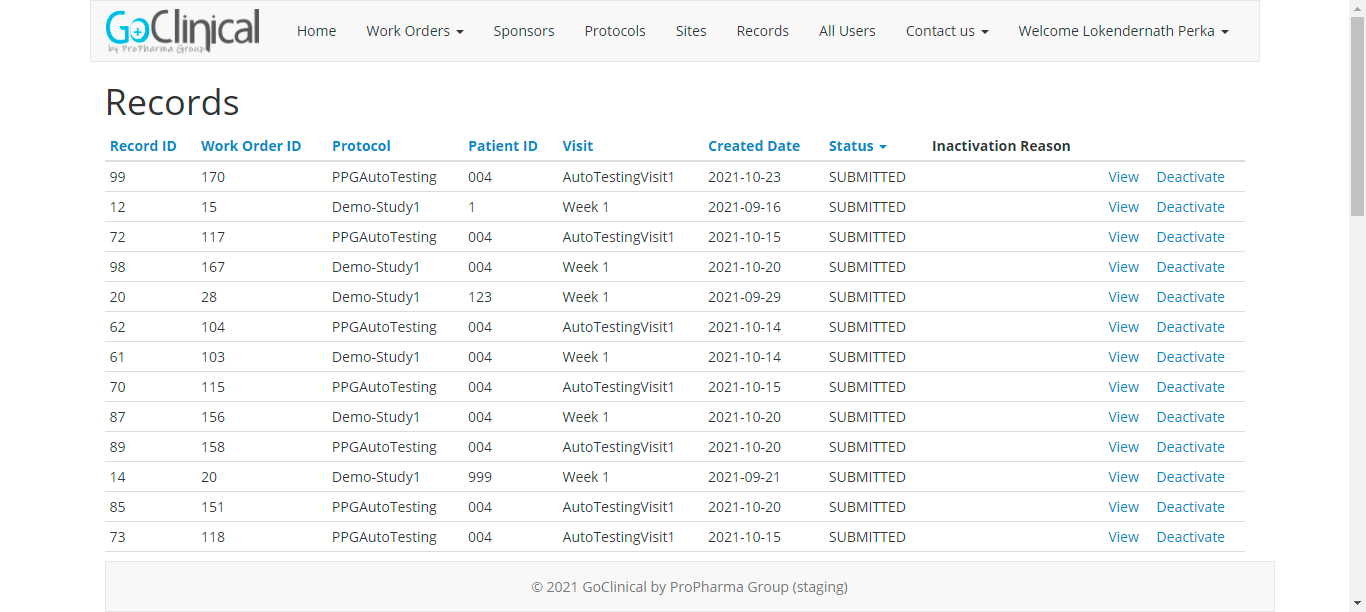 GoClinical
by ProPharma Group
Home Work Orders Sponsors Protocols Sites Records All Users Contact us Welcome Lokendernath Perka
Records
Record ID Work Order ID Protocol Patient ID Visit Created Date Status Inactivation Reason
99 170 PPGAutoTesting 004 AutoTestingVisit1 2021-10-23 SUBMITTED View Deactivate
12 15 Demo-Study1 1 Week 1 2021-09-16 SUBMITTED View Deactivate
72 117 PPGAutoTesting 004 AutoTestingVisit1 2021-10-15 SUBMITTED View Deactivate
98 167 Demo-Study1 004 Week 1 2021-10-20 SUBMITTED View Deactivate
20 28 Demo-Study1 123 Week 1 2021-09-29 SUBMITTED View Deactivate
62 104 PPGAutoTesting 004 AutoTestingVisit1 2021-10-14 SUBMITTED View Deactivate
61 103 Demo-Study1 004 Week 1 2021-10-14 SUBMITTED View Deactivate
70 115 PPGAutoTesting 004 AutoTestingVisit1 2021-10-15 SUBMITTED View Deactivate
87 156 Demo-Study1 004 Week 1 2021-10-20 SUBMITTED View Deactivate
89 158 PPGAutoTesting 004 AutoTestingVisit1 2021-10-20 SUBMITTED View Deactivate
14 20 Demo-Study1 999 Week 1 2021-09-21 SUBMITTED View Deactivate
85 151 PPGAutoTesting 004 AutoTestingVisit1 2021-10-20 SUBMITTED View Deactivate
73 118 PPGAutoTesting 004 AutoTestingVisit1 2021-10-15 SUBMITTED View Deactivate
© 2021 GoClinical by ProPharma Group (staging)